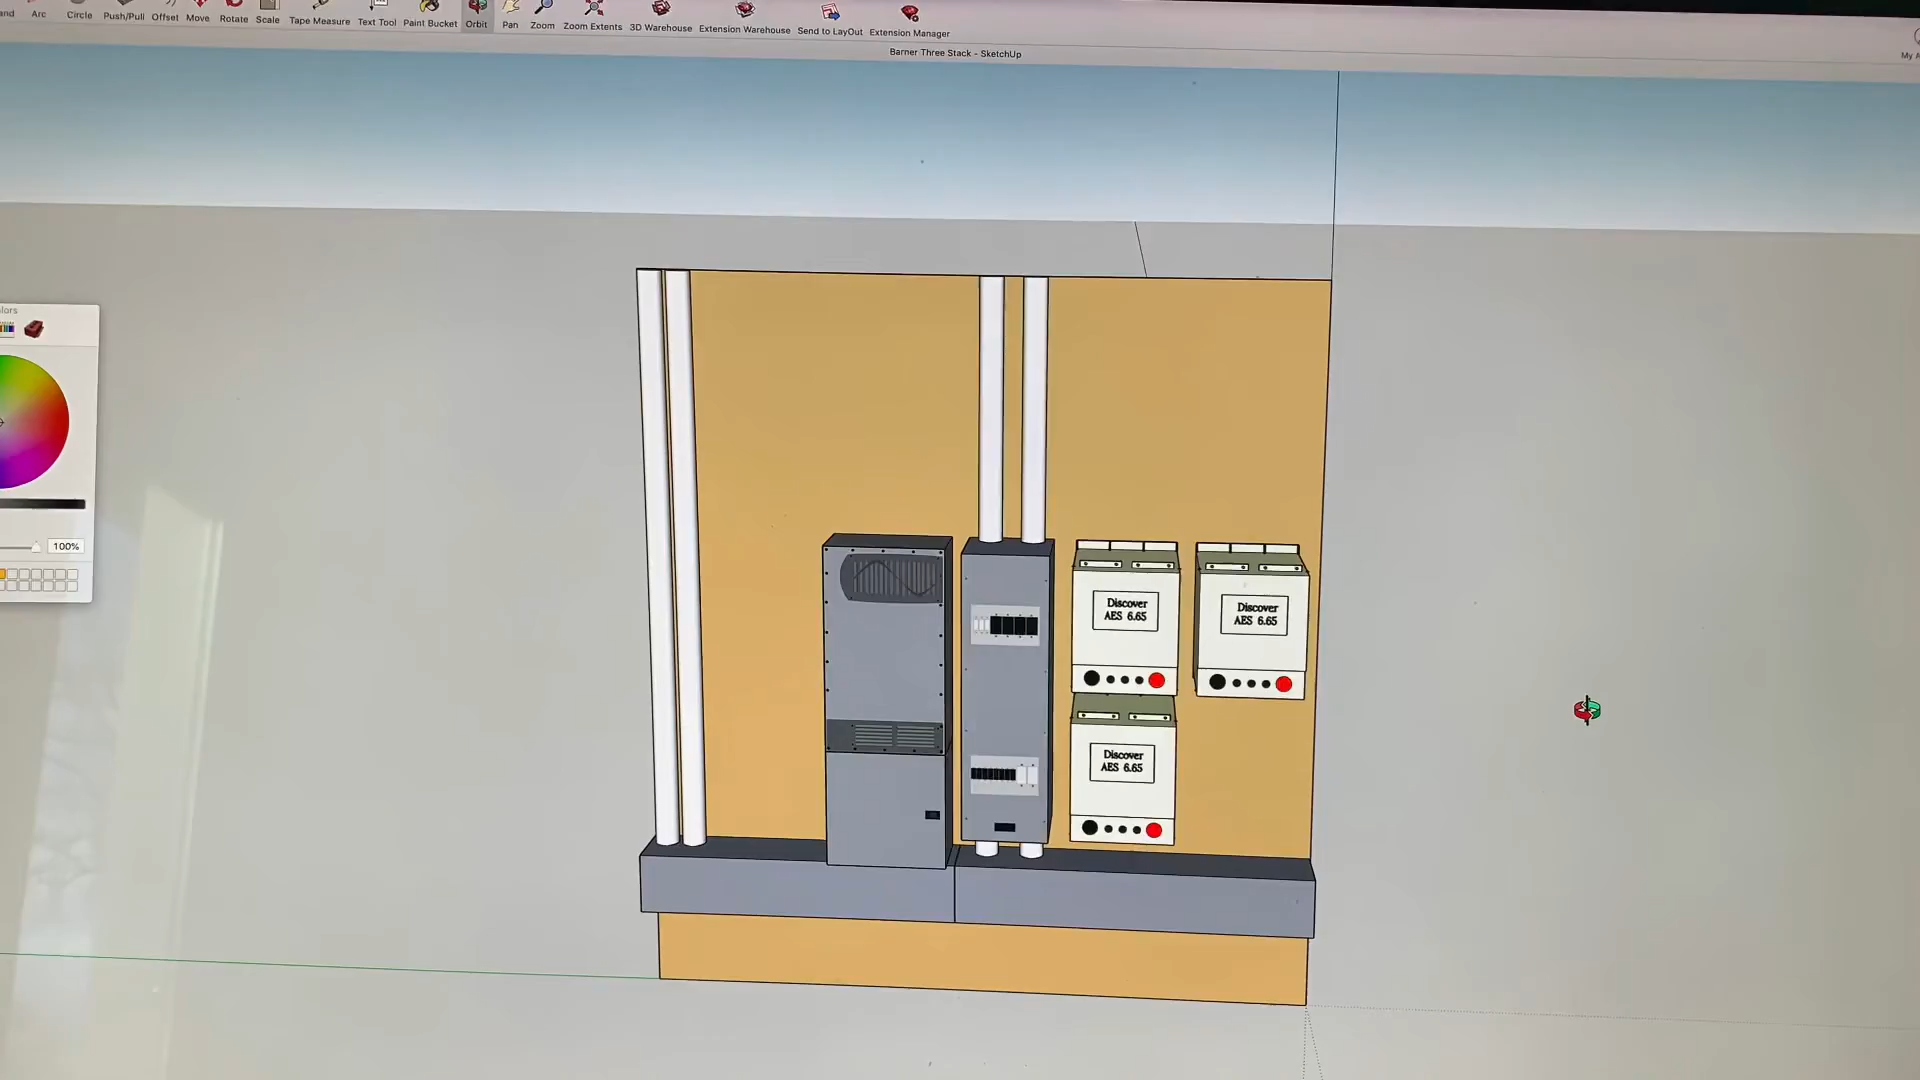 Arc
Circle
Push/Pull
Offset
Move
Rotate
Scale
Tape Measure
Text Tool
Paint Bucket
Orbit
Pan
Zoom
Zoom Extents
3D Warehouse
Extension Warehouse
Send to LayOut
Extension Manager
Barner Three Stack - SketchUp
100%
Discover
AES 6.65
Discover
AES 6.65
Discover
AES 6.65